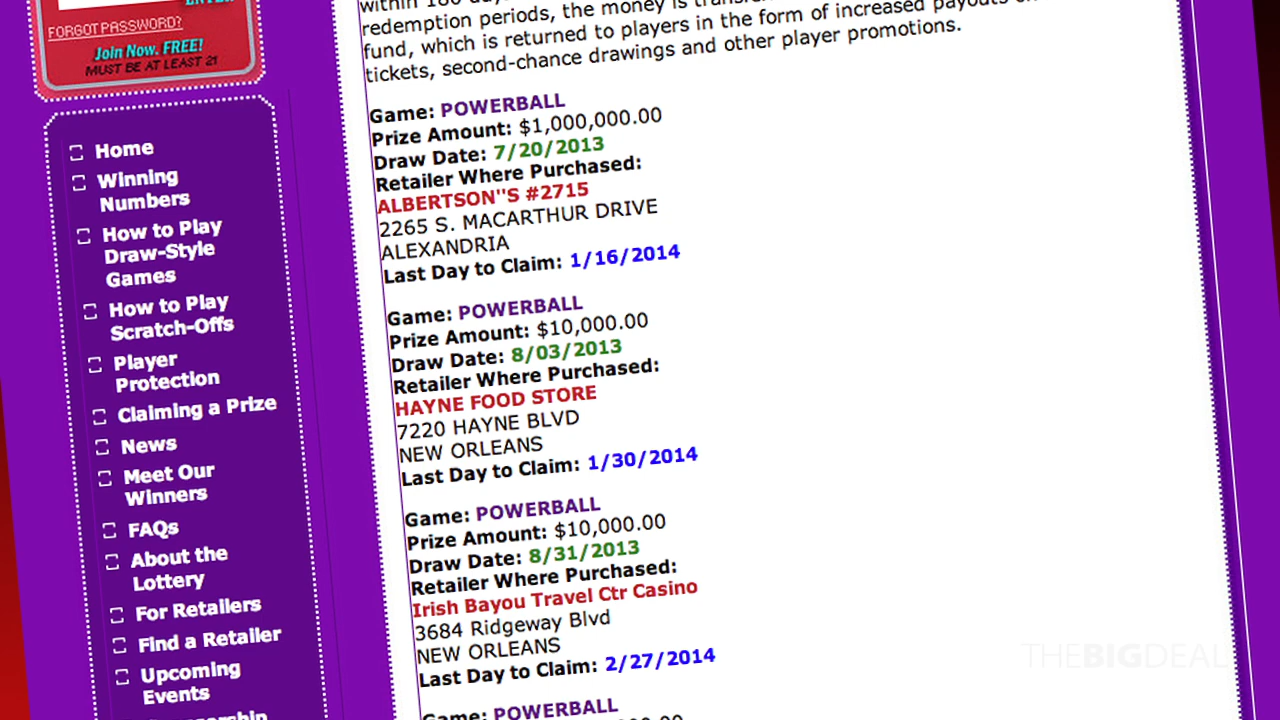 ENTER
FORGOT PASSWORD?
Join Now. FREE!
MUST BE AT LEAST 21
Home
Winning
Numbers
How to Play
Draw-Style
Games
How to Play
Scratch-Offs
Player
Protection
Claiming a Prize
News
Meet Our
Winners
FAQs
About the
Lottery
For Retailers
Find a Retailer
Upcoming
Events
within 180
redemption periods, the money is
fund, which is returned to players in the form of increased payouts
tickets, second-chance drawings and other player promotions.
Game: POWERBALL
Prize Amount: $1,000,000.00
Draw Date: 7/20/2013
Retailer Where Purchased:
ALBERTSON''S #2715
2265 S. MACARTHUR DRIVE
ALEXANDRIA
Last Day to Claim: 1/16/2014
Game: POWERBALL
Prize Amount: $10,000.00
Draw Date: 8/03/2013
Retailer Where Purchased:
HAYNE FOOD STORE
7220 HAYNE BLVD
NEW ORLEANS
Last Day to Claim: 1/30/2014
Game: POWERBALL
Prize Amount: $10,000.00
Draw Date: 8/31/2013
Retailer Where Purchased:
Irish Bayou Travel Ctr Casino
3684 Ridgeway Blvd
NEW ORLEANS
Last Day to Claim: 2/27/2014
Game: POWERBALL
THEBIGDEAL